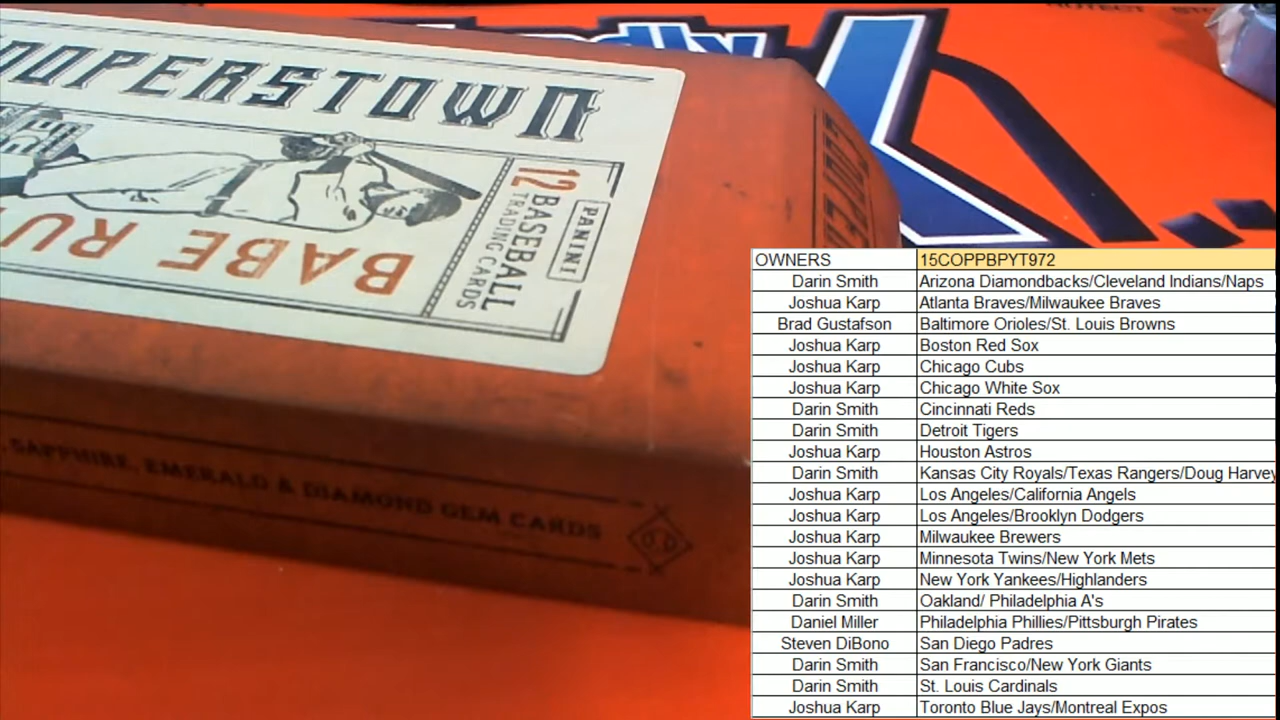 OOPERSTOWN
BABE RU
12 BASEBALL
TRADING CARDS
PANINI
SAPPHIRE, EMERALD & DIAMOND GEM CARDS
OWNERS 15COPPBPYT972
Darin Smith Arizona Diamondbacks/Cleveland Indians/Naps
Joshua Karp Atlanta Braves/Milwaukee Braves
Brad Gustafson Baltimore Orioles/St. Louis Browns
Joshua Karp Boston Red Sox
Joshua Karp Chicago Cubs
Joshua Karp Chicago White Sox
Darin Smith Cincinnati Reds
Darin Smith Detroit Tigers
Joshua Karp Houston Astros
Darin Smith Kansas City Royals/Texas Rangers/Doug Harvey
Joshua Karp Los Angeles/California Angels
Joshua Karp Los Angeles/Brooklyn Dodgers
Joshua Karp Milwaukee Brewers
Joshua Karp Minnesota Twins/New York Mets
Joshua Karp New York Yankees/Highlanders
Darin Smith Oakland/ Philadelphia A's
Daniel Miller Philadelphia Phillies/Pittsburgh Pirates
Steven DiBono San Diego Padres
Darin Smith San Francisco/New York Giants
Darin Smith St. Louis Cardinals
Joshua Karp Toronto Blue Jays/Montreal Expos